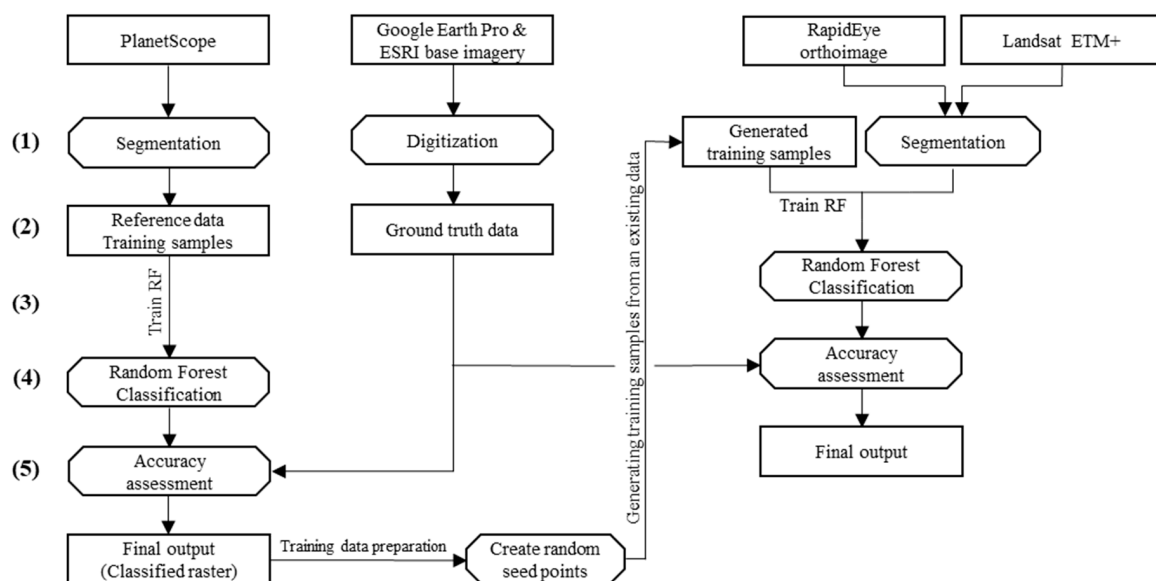 PlanetScope
Google Earth Pro &
ESRI base imagery
RapidEye
orthoimage
Landsat ETM+
(1)
Segmentation
Digitization
Generated
training samples
Segmentation
(2)
Reference data
Training samples
Ground truth data
Train RF
(3)
Train RF
Random Forest
Classification
(4)
Random Forest
Classification
Accuracy
assessment
(5)
Accuracy
assessment
Final output
Generating training samples from an existing data
Final output
(Classified raster)
Training data preparation
Create random
seed points